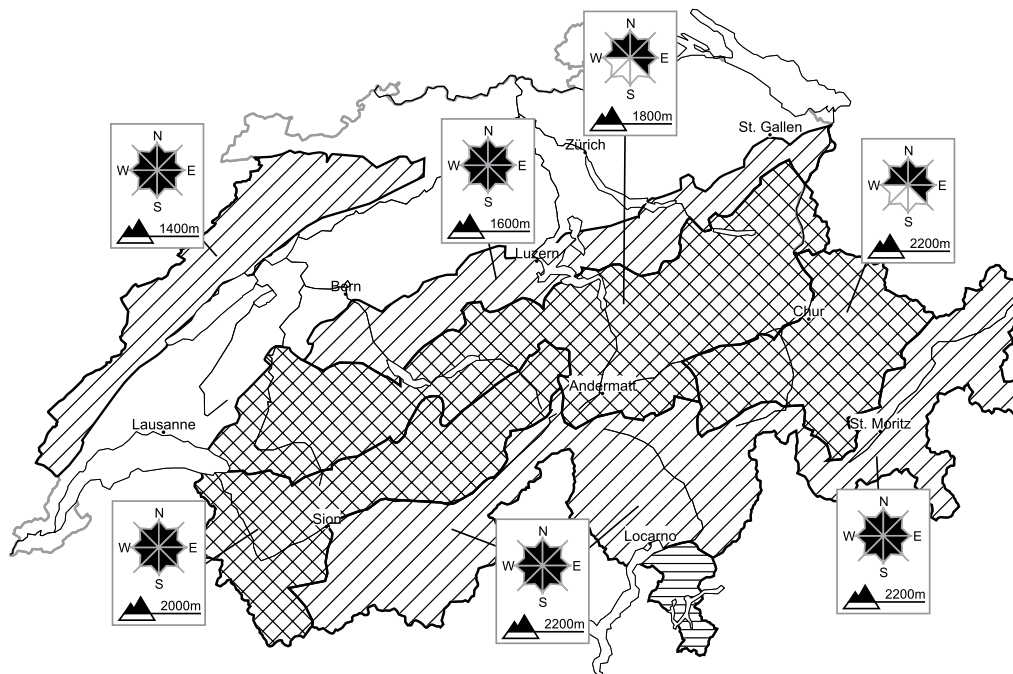 N
W E
S
1800m
N
W E
S
1400m
N
W E
S
1600m
Zürich
St. Gallen
N
W E
S
2200m
Luzern
Bern
Chur
Andermatt
Lausanne
St. Moritz
Sion
Locarno
N
W E
S
2000m
N
W E
S
2200m
N
W E
S
2200m